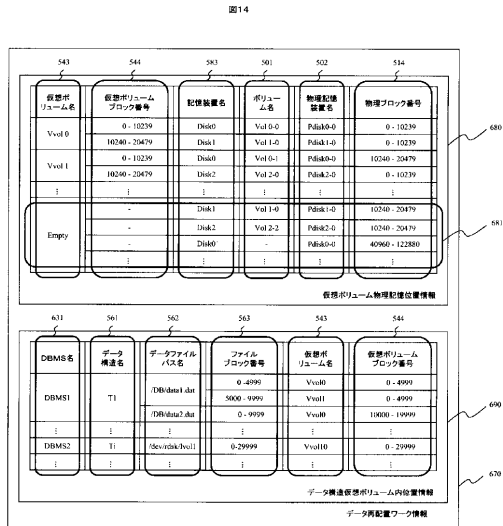 図14
543 544 583 501 502 514
仮想ボリューム名 仮想ボリュームブロック番号 記憶装置名 ボリューム名 物理記憶装置名 物理ブロック番号
Vvol 0 0 - 10239 Disk0 Vol 0-0 Pdisk0-0 0 - 10239
10240 - 20479 Disk1 Vol 1-0 Pdisk1-0 0 - 10239
Vvol 1 0 - 10239 Disk0 Vol 0-1 Pdisk0-0 10240 - 20479
10240 - 20479 Disk2 Vol 2-0 Pdisk2-0 0 - 10239
⋮ ⋮ ⋮ ⋮ ⋮ ⋮
Empty - Disk1 Vol 1-0 Pdisk1-0 10240 - 20479
- Disk2 Vol 2-2 Pdisk2-0 10240 - 20479
- Disk0 - Pdisk0-0 40960 - 122880
⋮ ⋮ ⋮ ⋮ ⋮
仮想ボリューム物理記憶位置情報
680
681
631 561 562 563 543 544
DBMS名 データ構造名 データファイルパス名 ファイルブロック番号 仮想ボリューム名 仮想ボリュームブロック番号
DBMS1 T1 /DB/data1.dat 0 -4999 Vvol0 0 - 4999
5000 - 9999 Vvol1 0 - 4999
/DB/data2.dat 0 - 9999 Vvol0 10000 - 19999
⋮ ⋮ ⋮ ⋮ ⋮
DBMS2 Ti /dev/rdsk/lvol1 0-29999 Vvol10 0 - 29999
⋮ ⋮ ⋮ ⋮ ⋮ ⋮
データ構造仮想ボリューム内位置情報
690
データ再配置ワーク情報
670